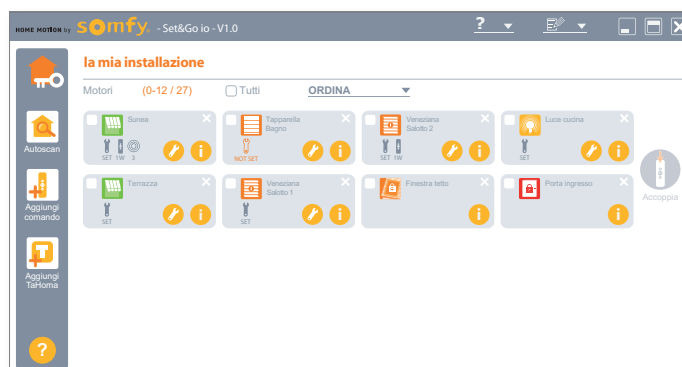 HOME MOTION by somfy. - Set&Go io - V1.0 ?
la mia installazione
Motori (0-12 / 27) Tutti ORDINA
Autoscan
Aggiungi
comando
Aggiungi
TaHoma
?
Sunea
SET 1W 3
i
Tapparella
Bagno
NOT SET
i
Veneziana
Salotto 2
SET 1W
i
Luce cucina
SET
i
Terrazza
SET
i
Veneziana
Salotto 1
SET
i
Finestra tetto
i
Porta ingresso
i
Accoppia